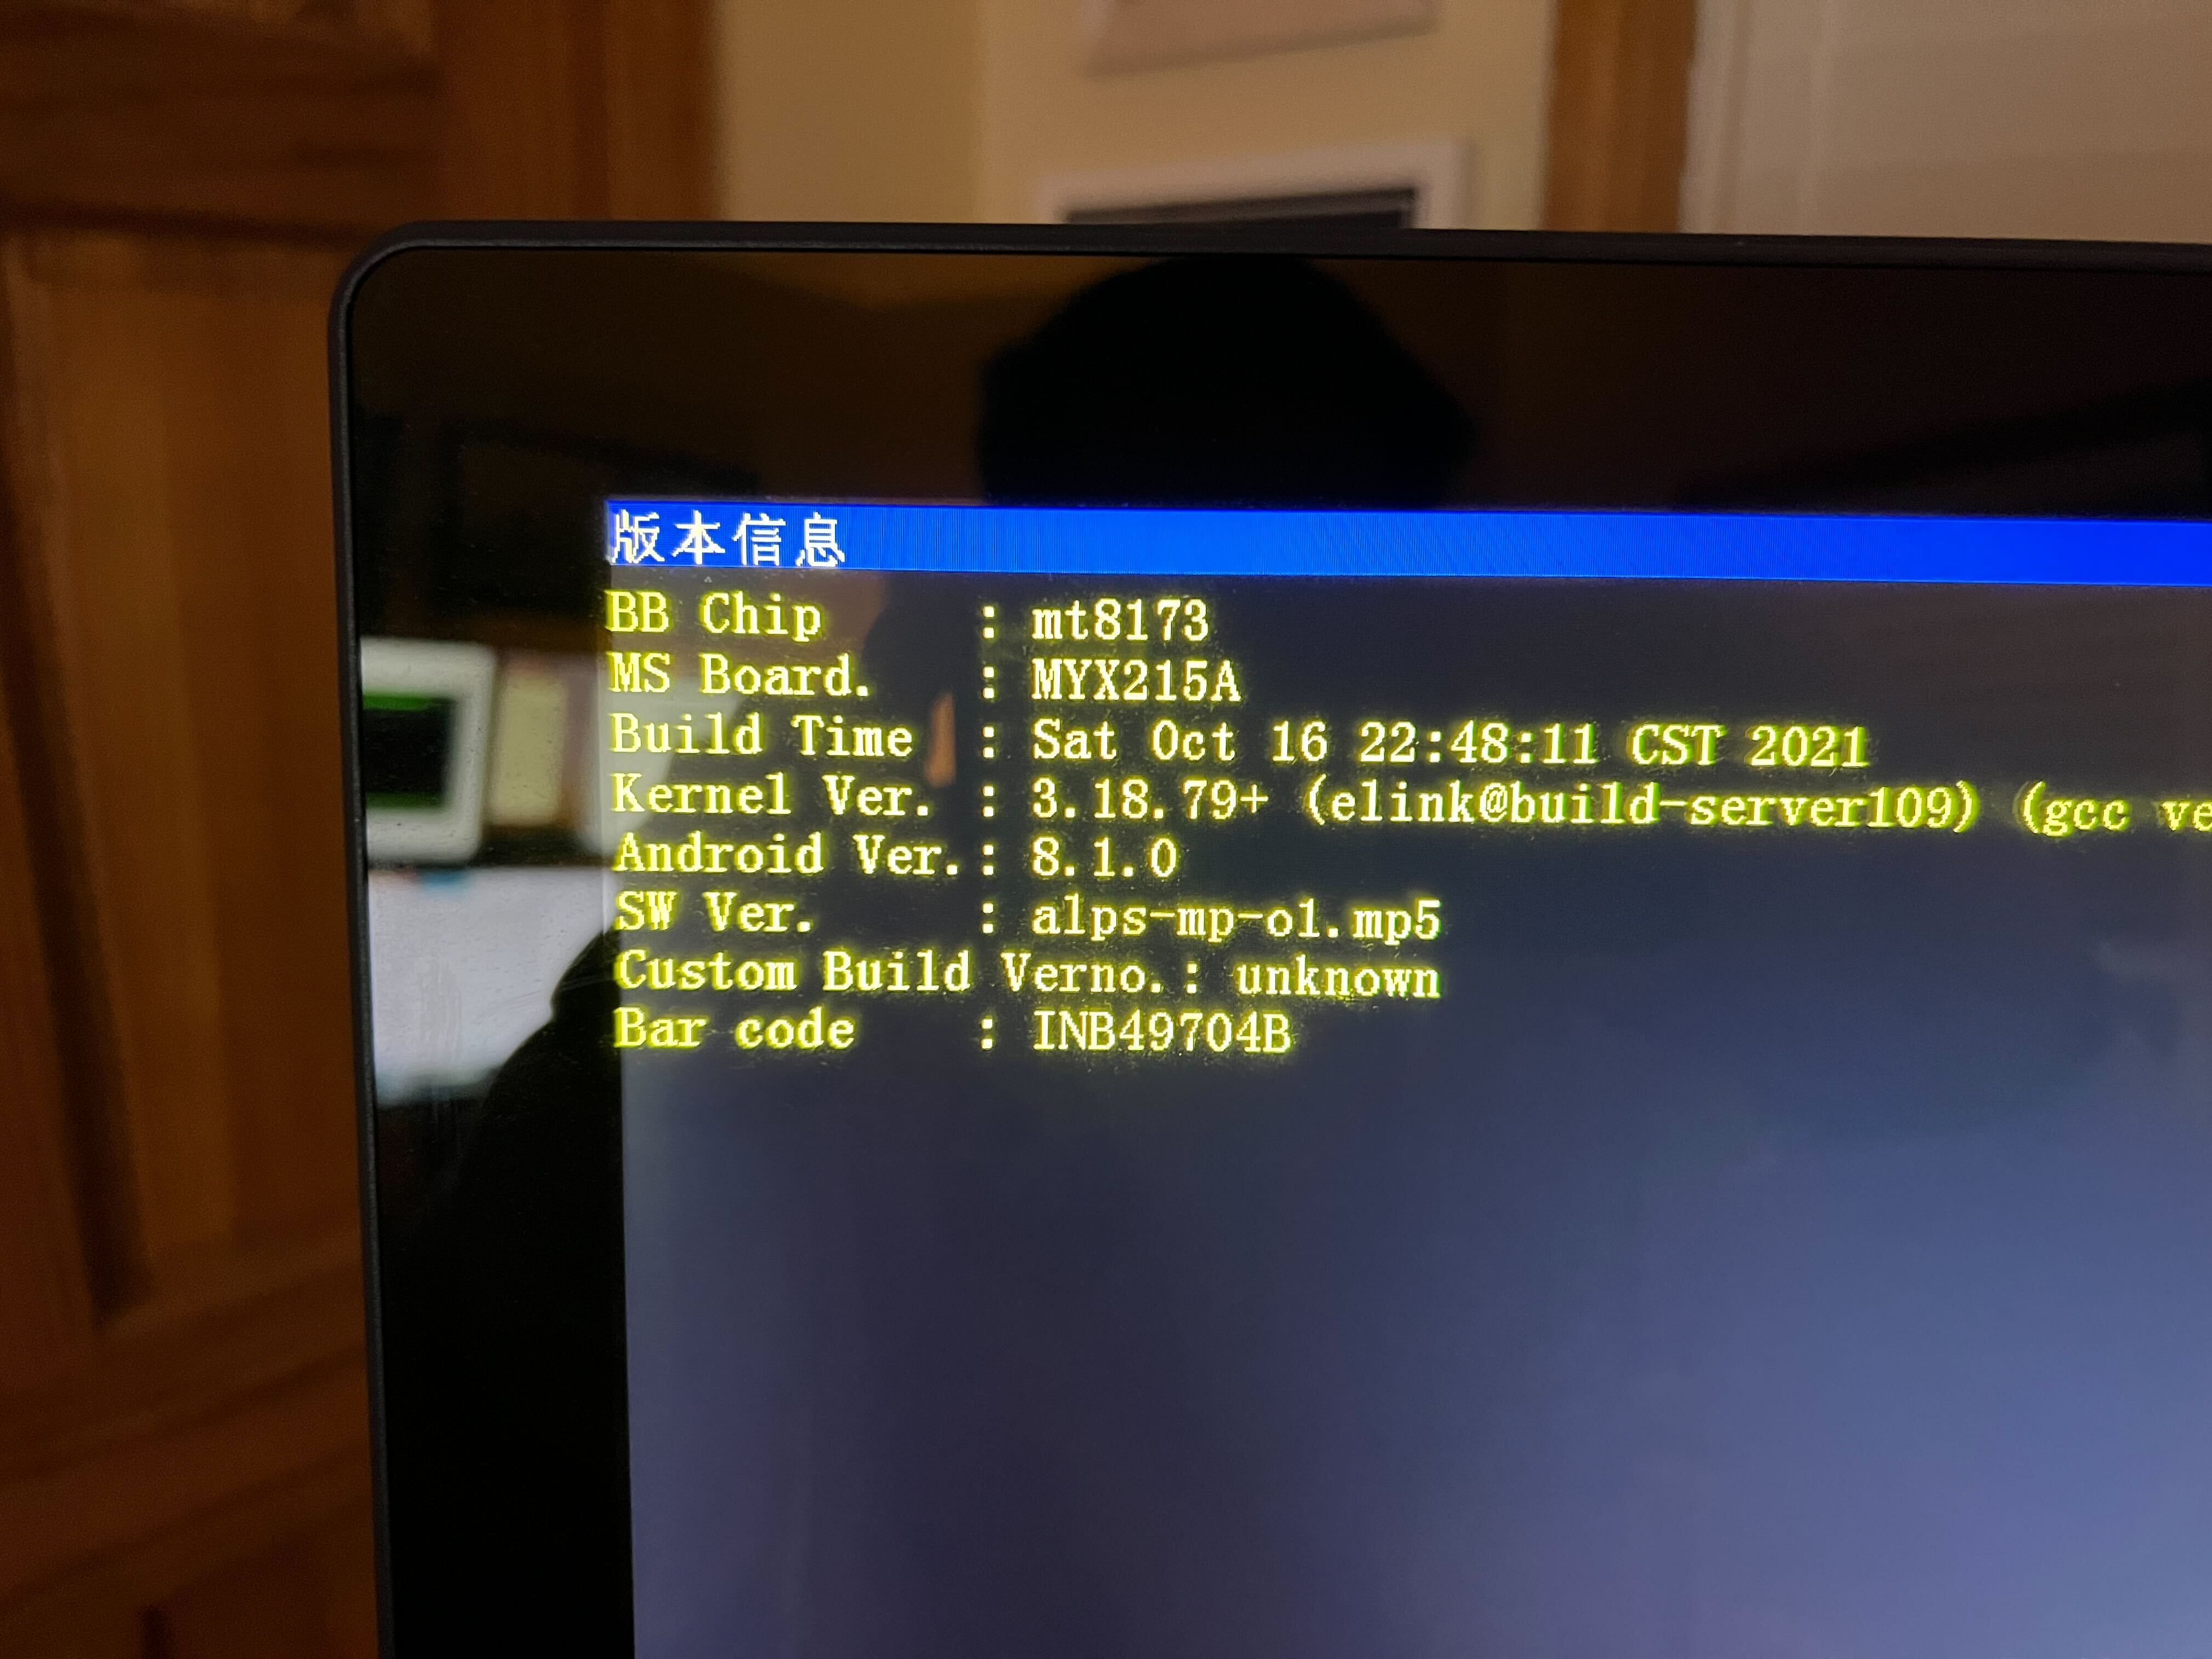 版本信息
BB Chip : mt8173
MS Board. : MYX215A
Build Time : Sat Oct 16 22:48:11 CST 2021
Kernel Ver. : 3.18.79+ (elink@build-server109) (gcc ve
Android Ver.: 8.1.0
SW Ver. : alps-mp-o1.mp5
Custom Build Verno.: unknown
Bar code : INB49704B